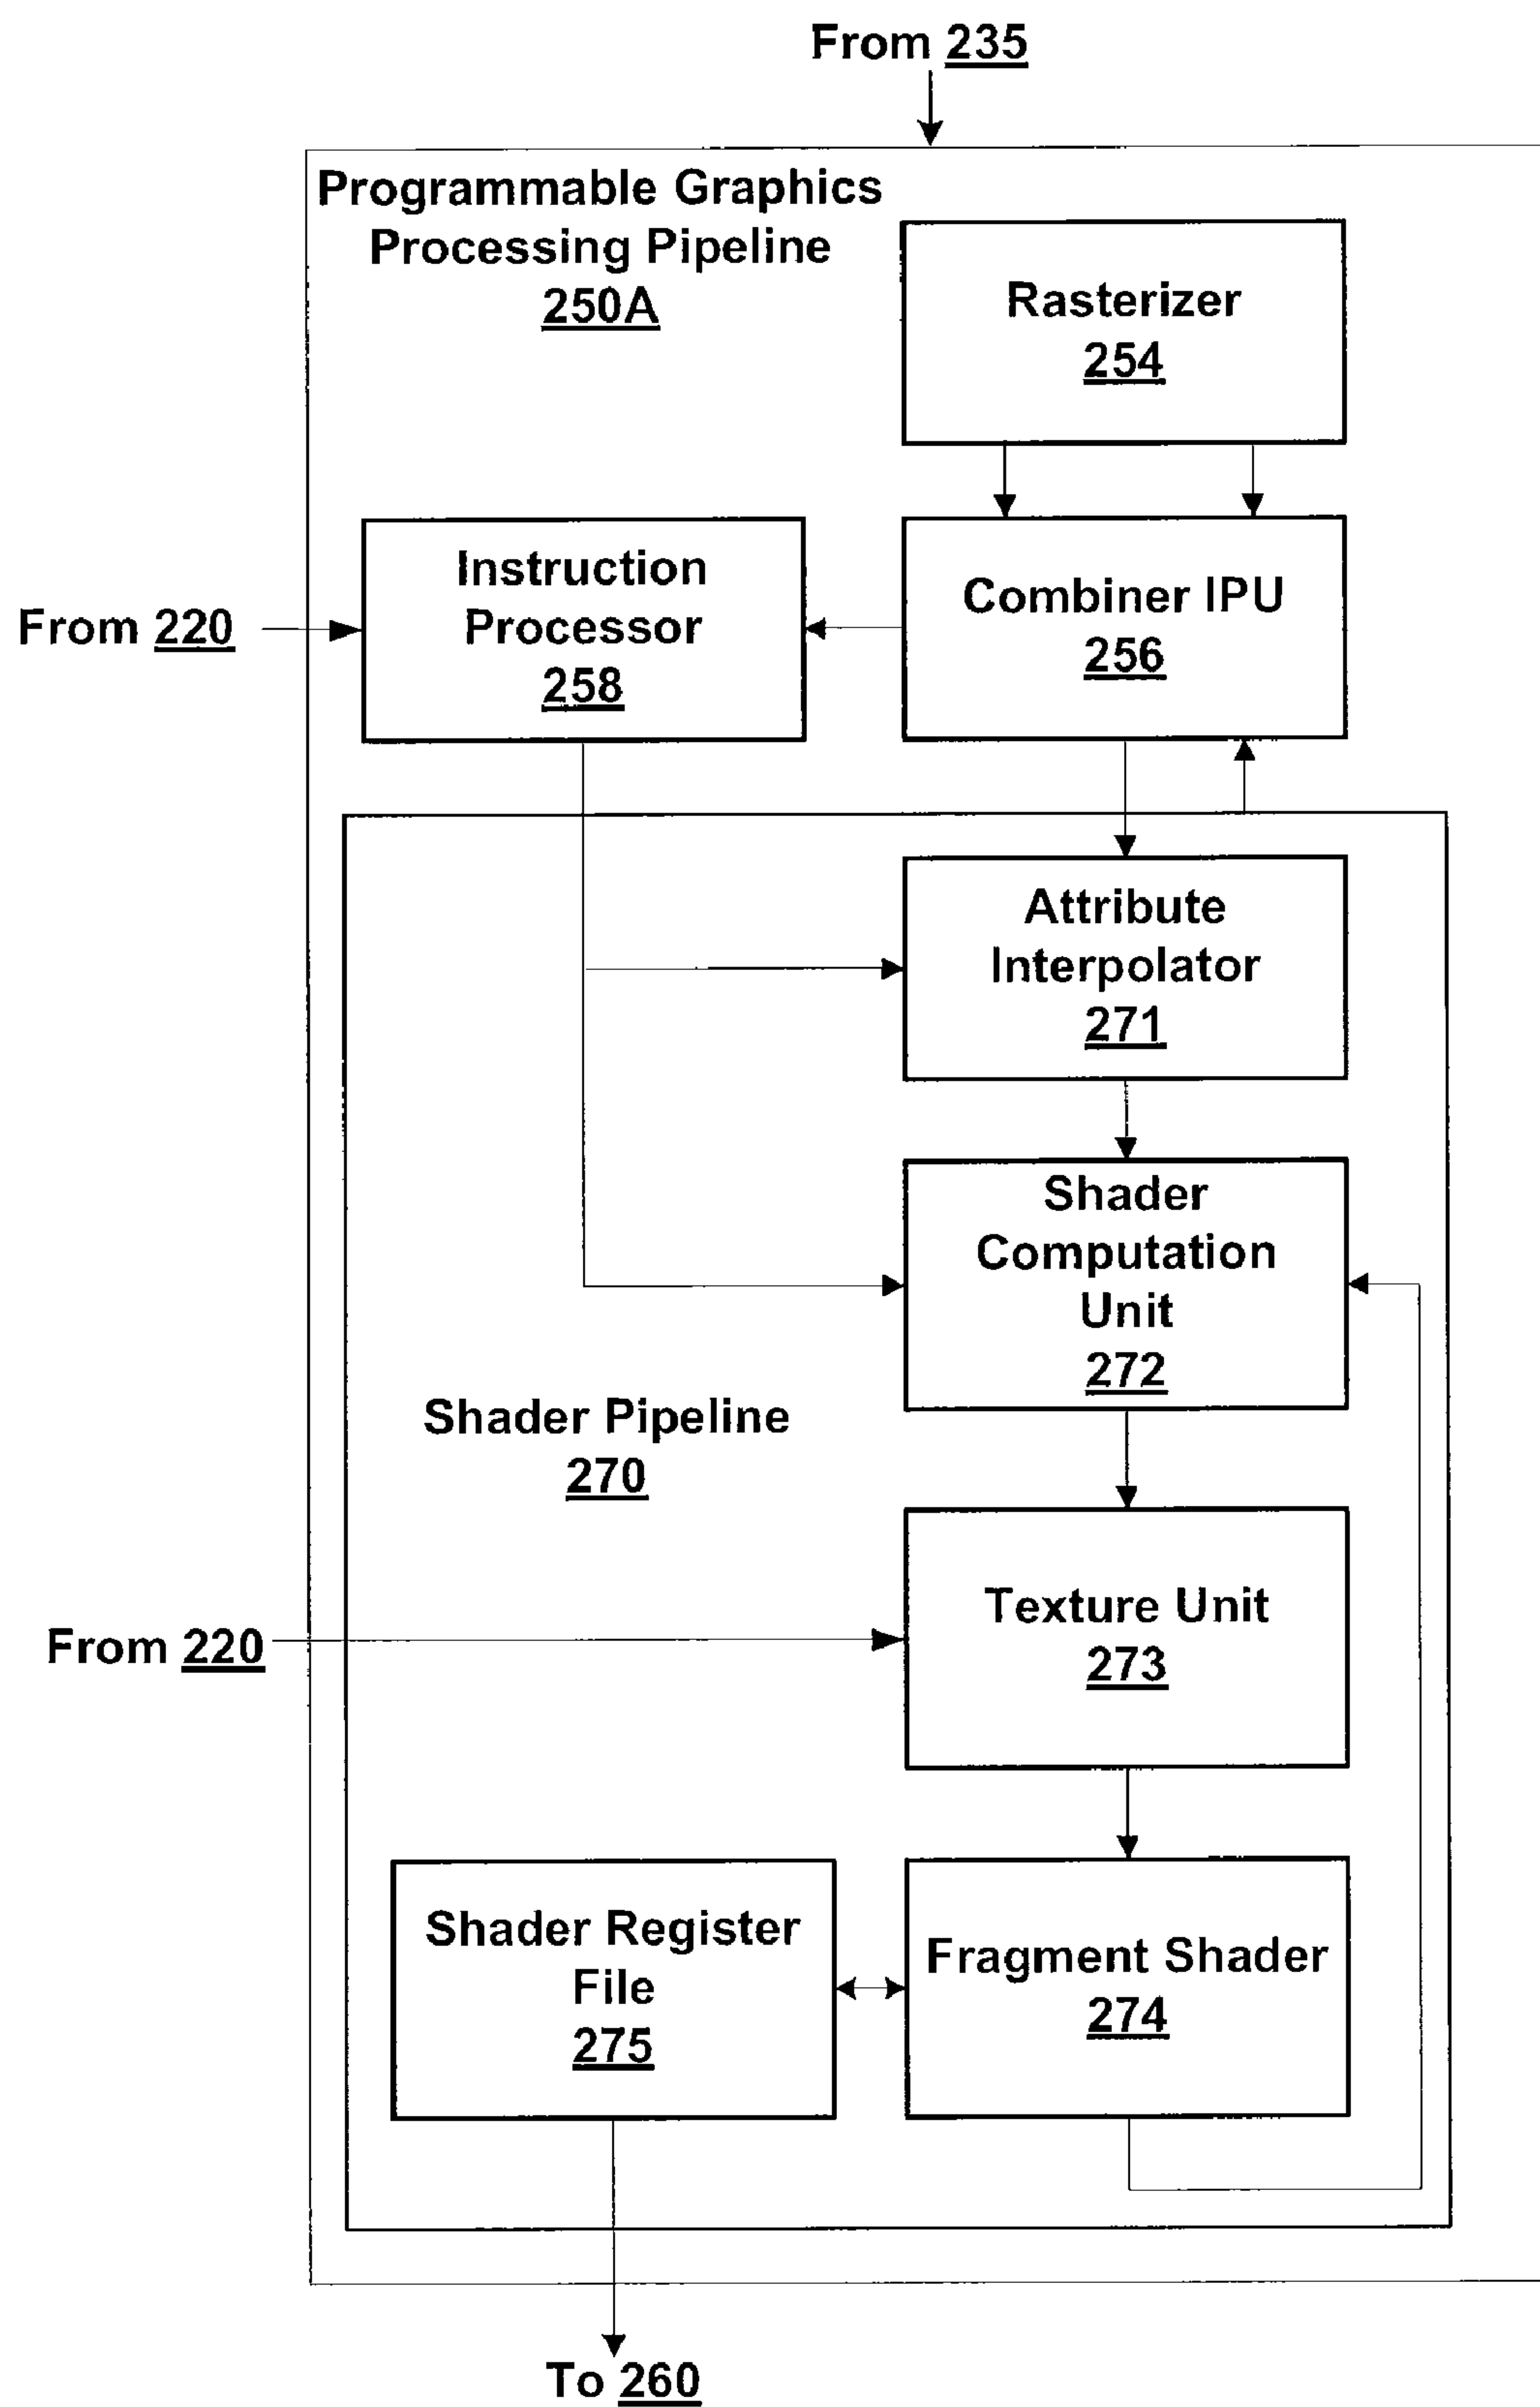 From 235
Programmable Graphics
Processing Pipeline
250A
Rasterizer
254
Instruction
Processor
258
Combiner IPU
256
From 220
Attribute
Interpolator
271
Shader
Computation
Unit
272
Shader Pipeline
270
Texture Unit
273
From 220
Shader Register
File
275
Fragment Shader
274
To 260